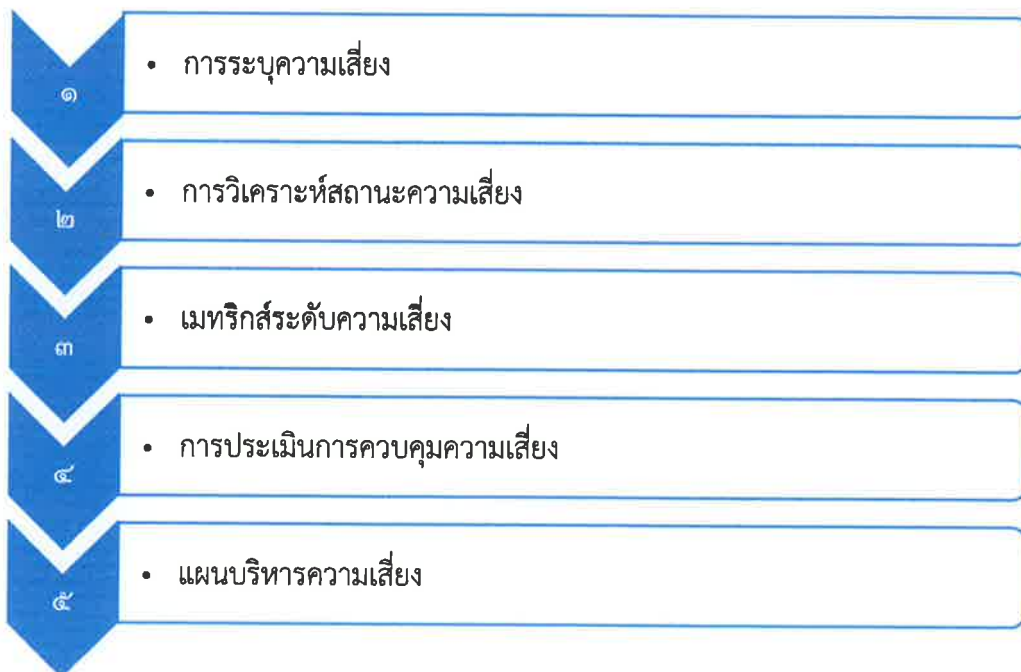 ๑
• การระบุความเสี่ยง
๒
• การวิเคราะห์สถานะความเสี่ยง
๓
• เมทริกส์ระดับความเสี่ยง
๔
• การประเมินการควบคุมความเสี่ยง
๕
• แผนบริหารความเสี่ยง